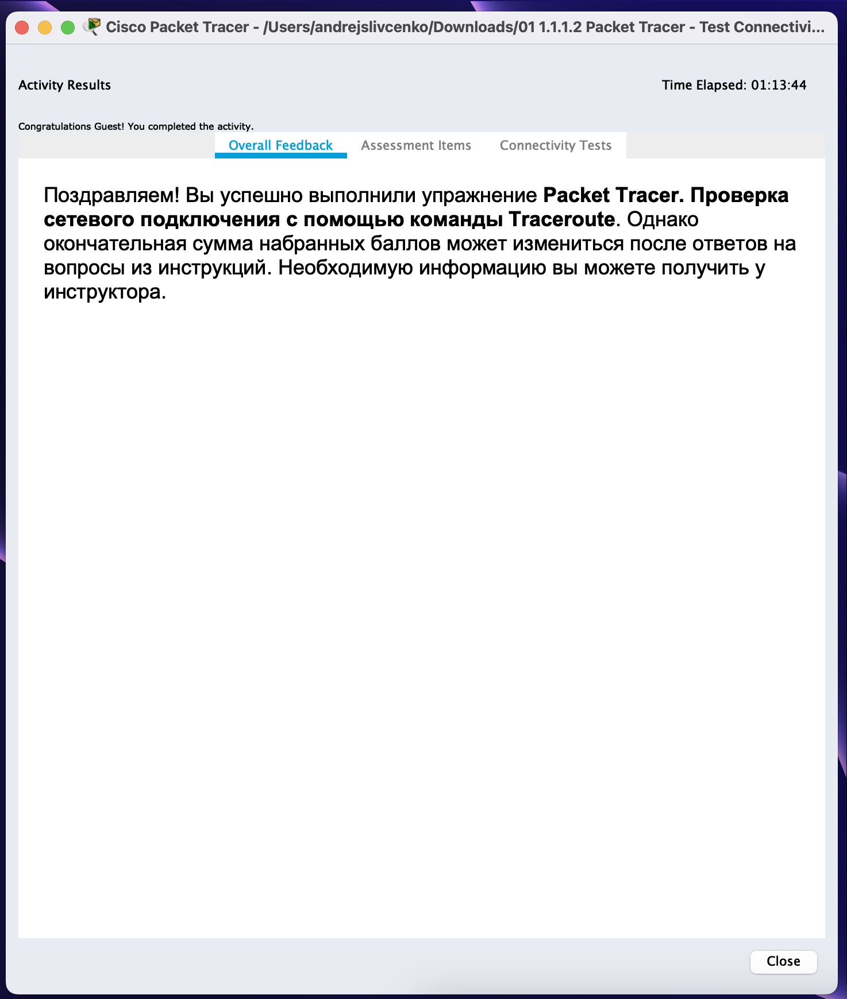 Cisco Packet Tracer - /Users/andrejslivcenko/Downloads/01 1.1.1.2 Packet Tracer - Test Connectivi...
Activity Results
Time Elapsed: 01:13:44
Congratulations Guest! You completed the activity.
Overall Feedback
Assessment Items
Connectivity Tests
Поздравляем! Вы успешно выполнили упражнение Packet Tracer. Проверка
сетевого подключения с помощью команды Traceroute. Однако
окончательная сумма набранных баллов может измениться после ответов на
вопросы из инструкций. Необходимую информацию вы можете получить у
инструктора.
Close